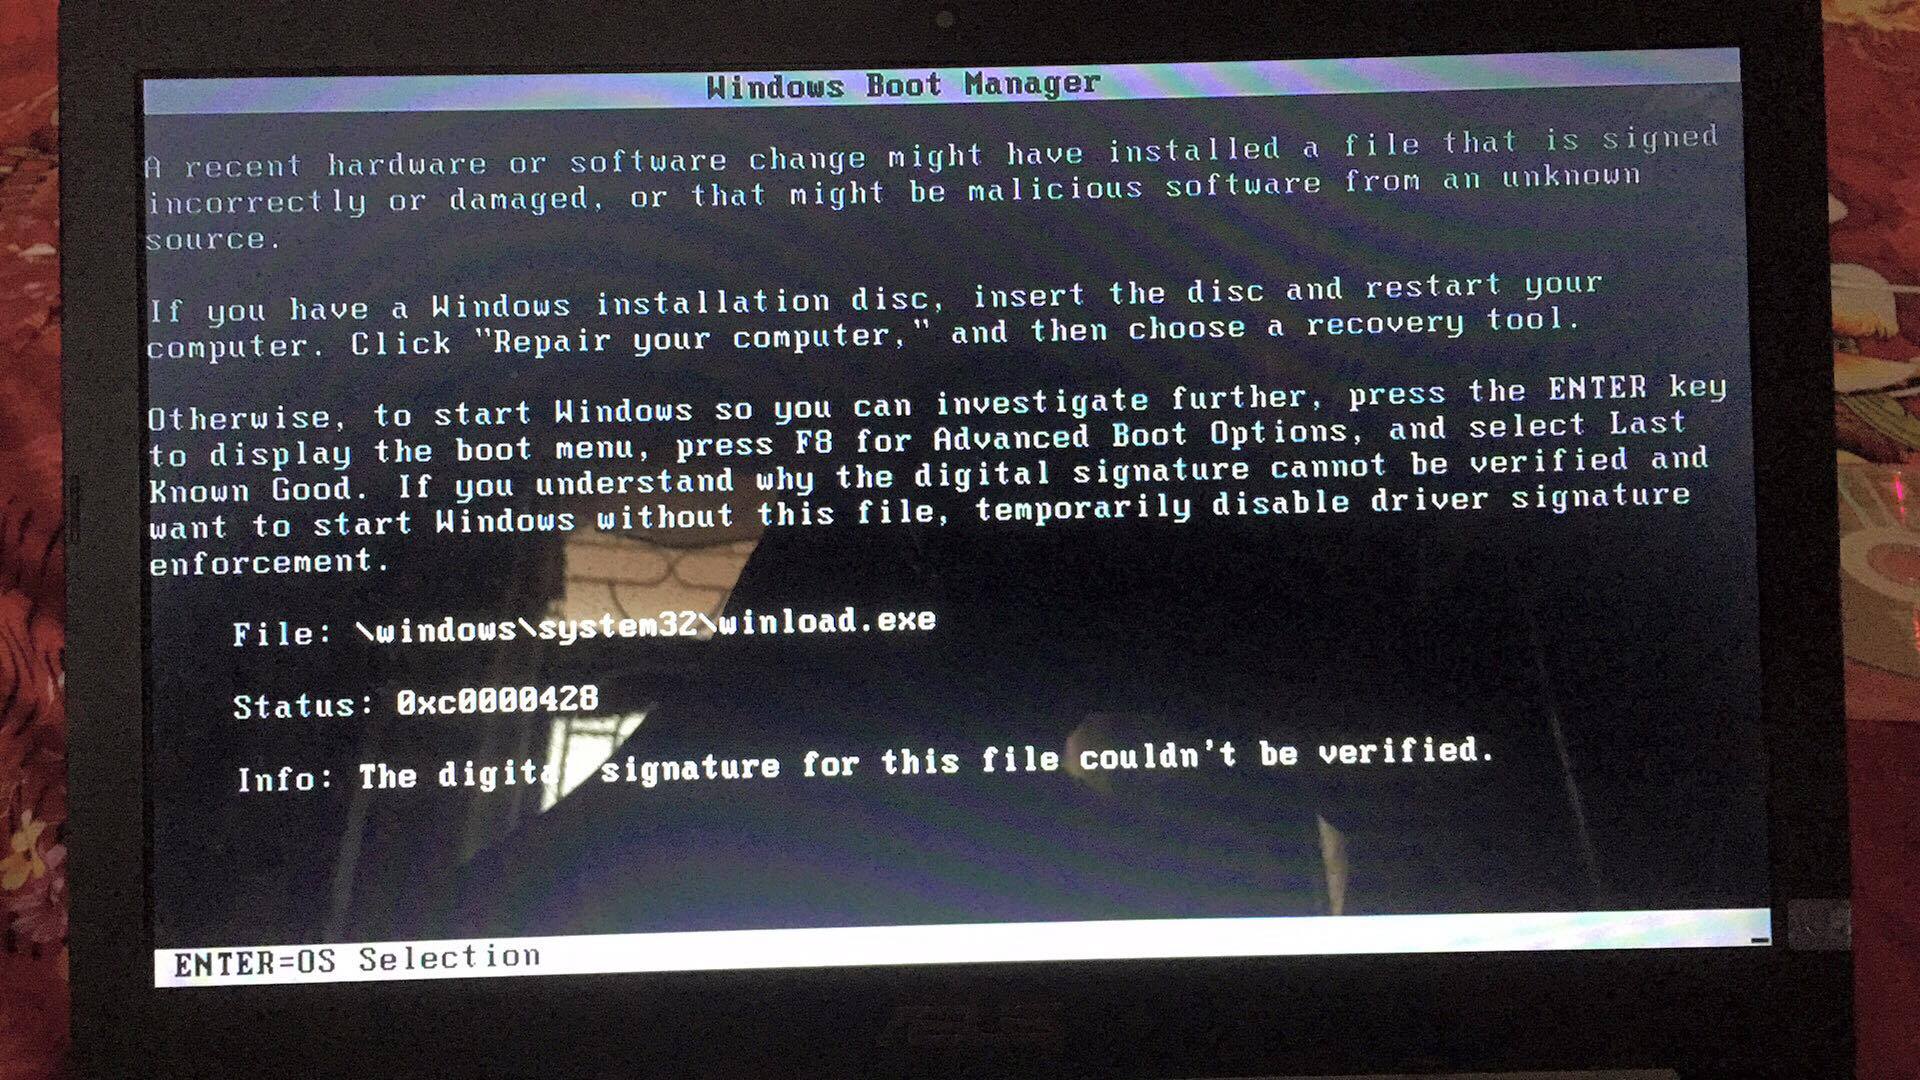 Windows Boot Manager
A recent hardware or software change might have installed a file that is signed
incorrectly or damaged, or that might be malicious software from an unknown
source.
If you have a Windows installation disc, insert the disc and restart your
computer. Click "Repair your computer," and then choose a recovery tool.
Otherwise, to start Windows so you can investigate further, press the ENTER key
to display the boot menu, press F8 for Advanced Boot Options, and select Last
Known Good. If you understand why the digital signature cannot be verified and
want to start Windows without this file, temporarily disable driver signature
enforcement.
File: \windows\system32\winload.exe
Status: 0xc0000428
Info: The digital signature for this file couldn't be verified.
ENTER=OS Selection